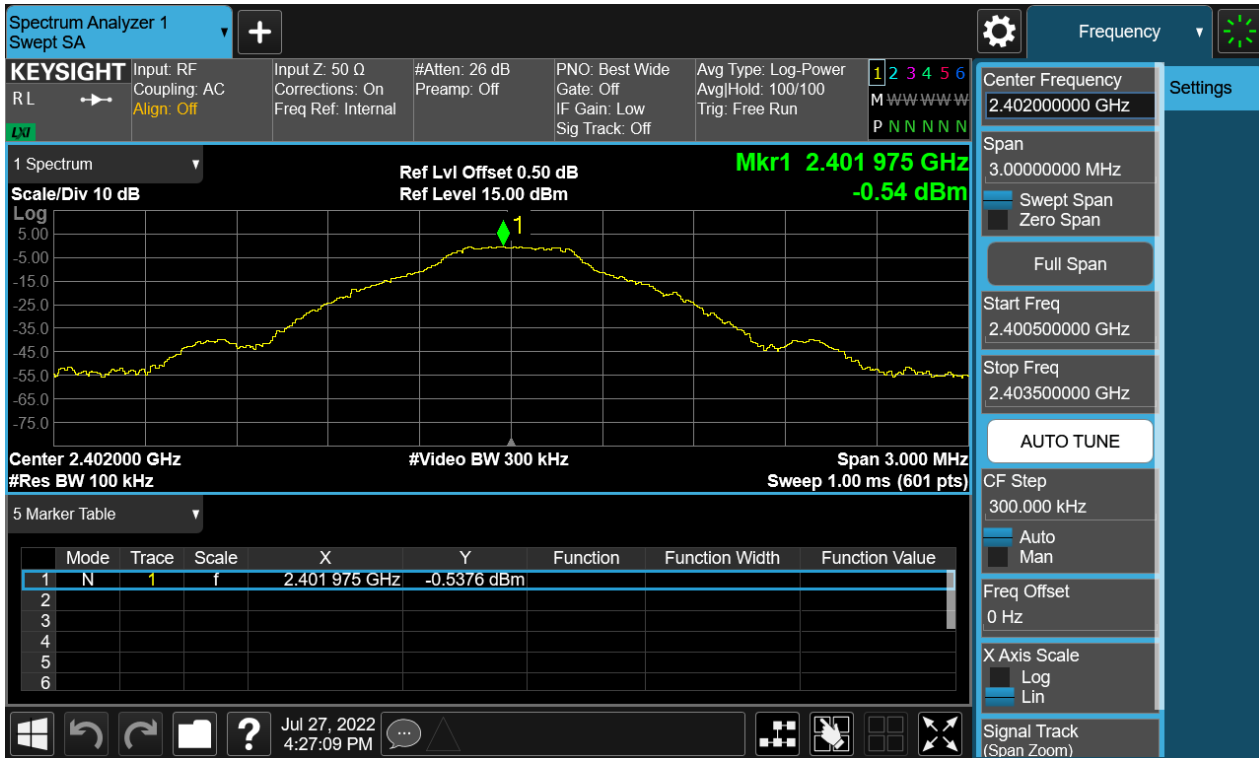 Spectrum Analyzer 1
Swept SA
+
Frequency
KEYSIGHT
R L
LXI
Input: RF
Coupling: AC
Align: Off
Input Z: 50 Ω
Corrections: On
Freq Ref: Internal
#Atten: 26 dB
Preamp: Off
PNO: Best Wide
Gate: Off
IF Gain: Low
Sig Track: Off
Avg Type: Log-Power
Avg|Hold: 100/100
Trig: Free Run
1 2 3 4 5 6
M W W W W W
P N N N N N
1 Spectrum
Scale/Div 10 dB
Ref Lvl Offset 0.50 dB
Ref Level 15.00 dBm
Mkr1 2.401 975 GHz
-0.54 dBm
Log
1
5.00
-5.00
-15.0
-25.0
-35.0
-45.0
-55.0
-65.0
-75.0
Center 2.402000 GHz
#Video BW 300 kHz
Span 3.000 MHz
#Res BW 100 kHz
Sweep 1.00 ms (601 pts)
5 Marker Table
Mode Trace Scale X Y Function Function Width Function Value
1 N 1 f 2.401 975 GHz -0.5376 dBm
2
3
4
5
6
?
Jul 27, 2022
4:27:09 PM
Center Frequency
2.402000000 GHz
Settings
Span
3.00000000 MHz
Swept Span
Zero Span
Full Span
Start Freq
2.400500000 GHz
Stop Freq
2.403500000 GHz
AUTO TUNE
CF Step
300.000 kHz
Auto
Man
Freq Offset
0 Hz
X Axis Scale
Log
Lin
Signal Track
(Span Zoom)